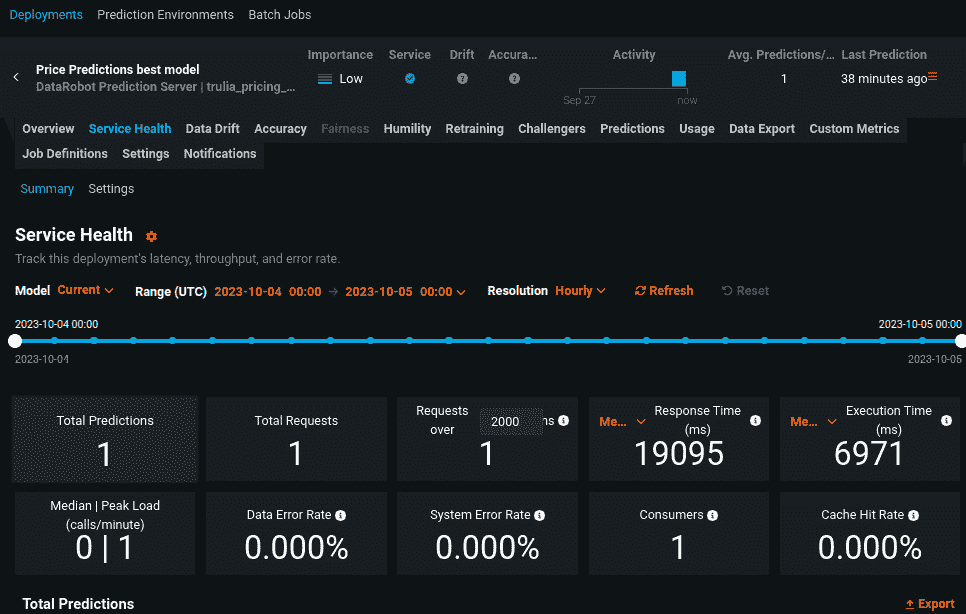 Deployments Prediction Environments Batch Jobs
Importance Service Drift Accura... Activity Avg. Predictions/... Last Prediction
Price Predictions best model
DataRobot Prediction Server | trulia_pricing_...
Low 1 38 minutes ago
Sep 27 now
Overview Service Health Data Drift Accuracy Fairness Humility Retraining Challengers Predictions Usage Data Export Custom Metrics
Job Definitions Settings Notifications
Summary Settings
Service Health
Track this deployment's latency, throughput, and error rate.
Model Current Range (UTC) 2023-10-04 00:00 → 2023-10-05 00:00 Resolution Hourly Refresh Reset
2023-10-04 00:00 2023-10-05 00:00
2023-10-04 2023-10-05
Total Predictions
1
Total Requests
1
Requests
over 2000 ms
1
Me... Response Time
(ms)
19095
Me... Execution Time
(ms)
6971
Median | Peak Load
(calls/minute)
0 | 1
Data Error Rate
0.000%
System Error Rate
0.000%
Consumers
1
Cache Hit Rate
0.000%
Total Predictions Export